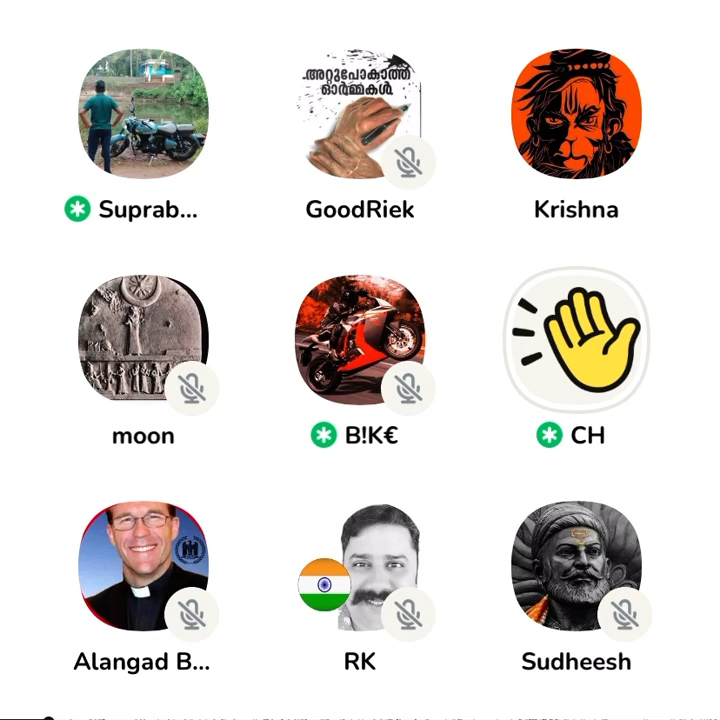 അറ്റുപോകാത്ത
ഓർമ്മകൾ
Suprab...
GoodRiek
Krishna
moon
B!K€
CH
Alangad B...
RK
Sudheesh